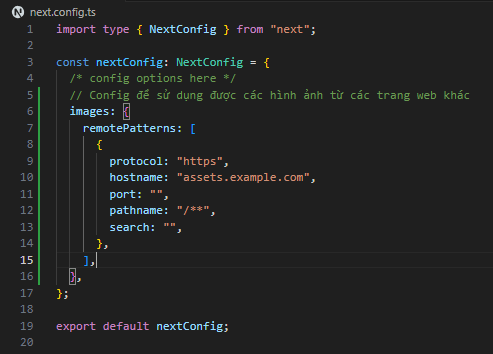 next.config.ts
1 import type { NextConfig } from "next";
2
3 const nextConfig: NextConfig = {
4 /* config options here */
5 // Config để sử dụng được các hình ảnh từ các trang web khác
6 images: {
7 remotePatterns: [
8 {
9 protocol: "https",
10 hostname: "assets.example.com",
11 port: "",
12 pathname: "/**",
13 search: "",
14 },
15 ],
16 },
17 };
18
19 export default nextConfig;
20